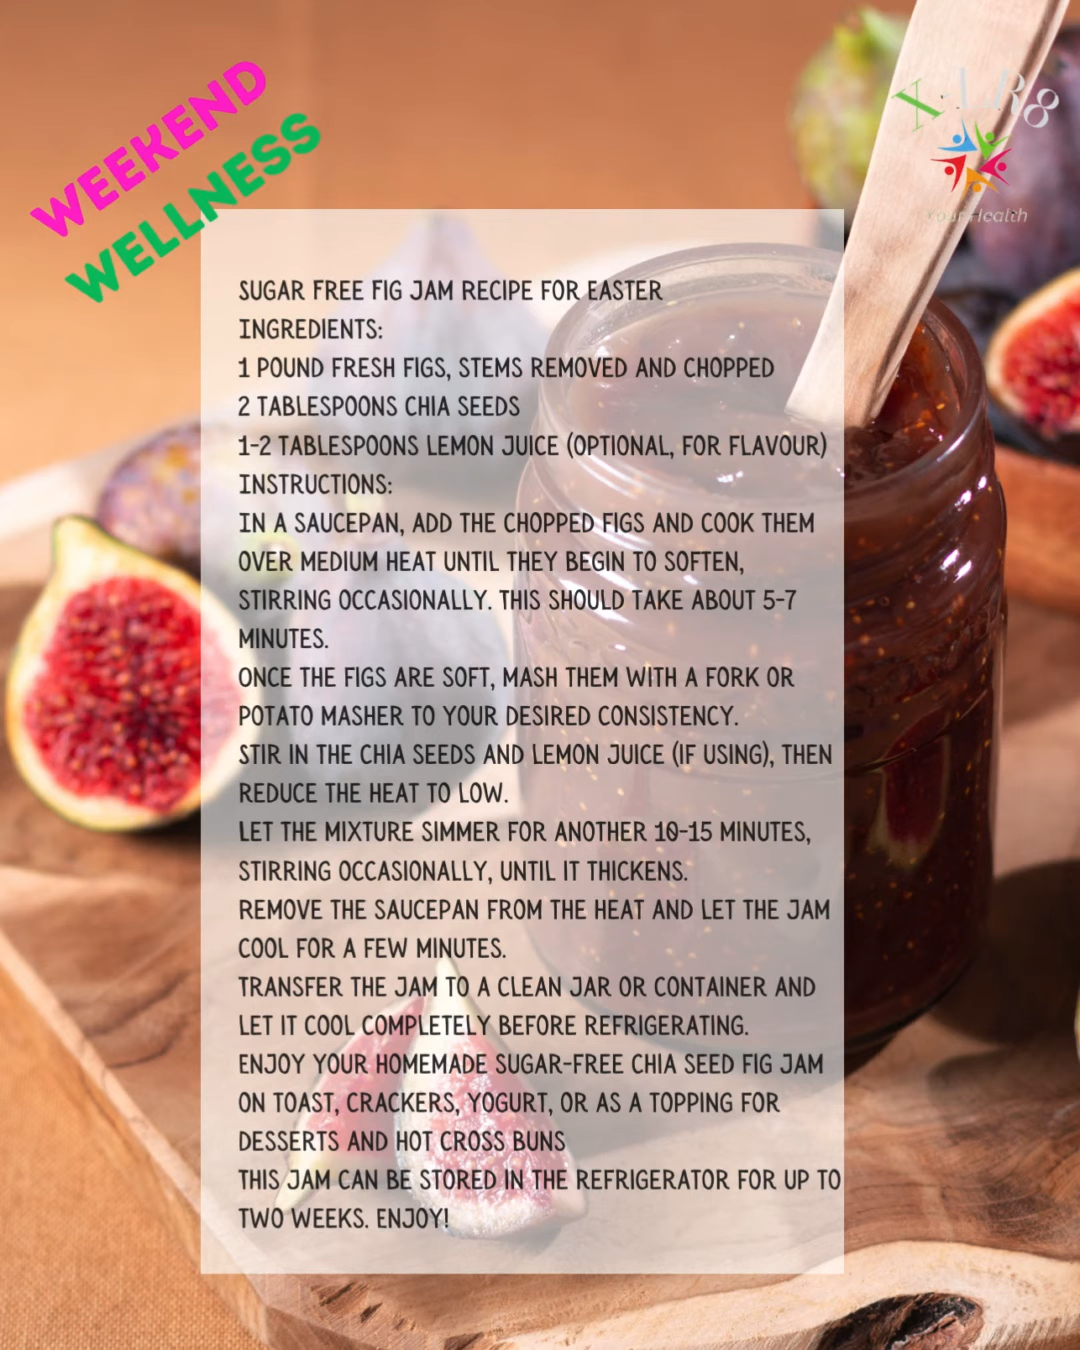 WEEKEND
WELLNESS
X-LR8
Your Health
SUGAR FREE FIG JAM RECIPE FOR EASTER
INGREDIENTS:
1 POUND FRESH FIGS, STEMS REMOVED AND CHOPPED
2 TABLESPOONS CHIA SEEDS
1-2 TABLESPOONS LEMON JUICE (OPTIONAL, FOR FLAVOUR)
INSTRUCTIONS:
IN A SAUCEPAN, ADD THE CHOPPED FIGS AND COOK THEM
OVER MEDIUM HEAT UNTIL THEY BEGIN TO SOFTEN,
STIRRING OCCASIONALLY. THIS SHOULD TAKE ABOUT 5-7
MINUTES.
ONCE THE FIGS ARE SOFT, MASH THEM WITH A FORK OR
POTATO MASHER TO YOUR DESIRED CONSISTENCY.
STIR IN THE CHIA SEEDS AND LEMON JUICE (IF USING), THEN
REDUCE THE HEAT TO LOW.
LET THE MIXTURE SIMMER FOR ANOTHER 10-15 MINUTES,
STIRRING OCCASIONALLY, UNTIL IT THICKENS.
REMOVE THE SAUCEPAN FROM THE HEAT AND LET THE JAM
COOL FOR A FEW MINUTES.
TRANSFER THE JAM TO A CLEAN JAR OR CONTAINER AND
LET IT COOL COMPLETELY BEFORE REFRIGERATING.
ENJOY YOUR HOMEMADE SUGAR-FREE CHIA SEED FIG JAM
ON TOAST, CRACKERS, YOGURT, OR AS A TOPPING FOR
DESSERTS AND HOT CROSS BUNS
THIS JAM CAN BE STORED IN THE REFRIGERATOR FOR UP TO
TWO WEEKS. ENJOY!